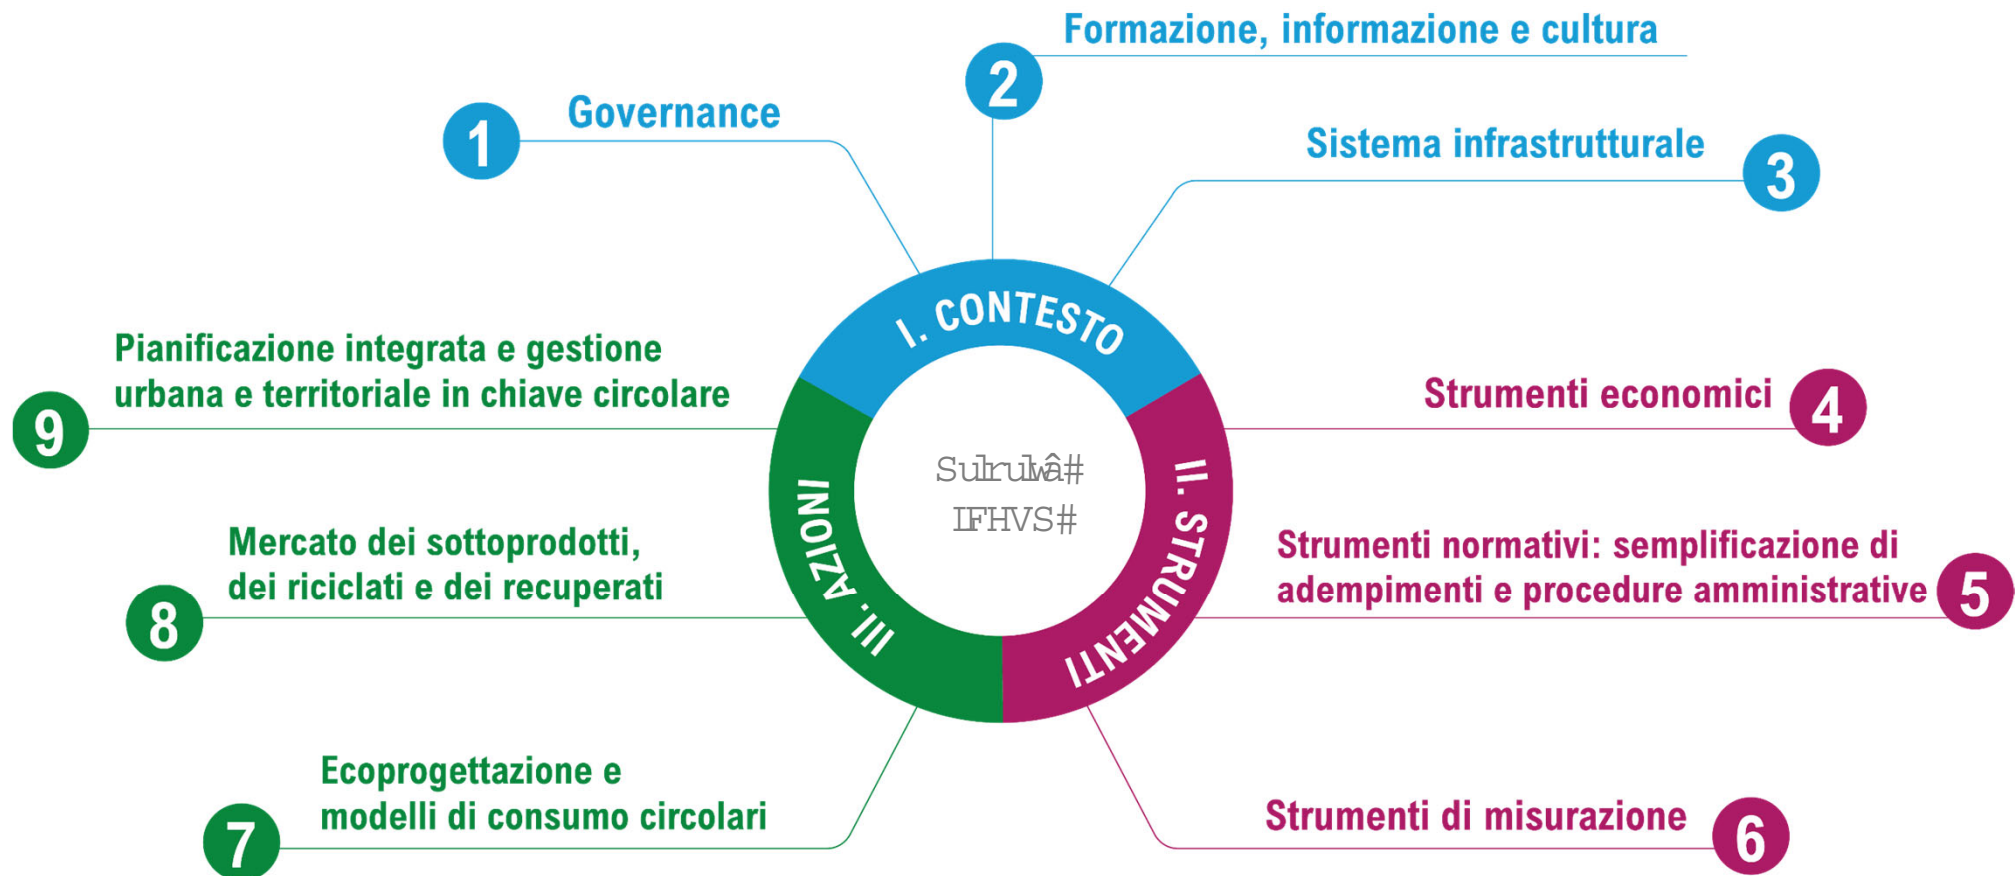 1
Governance
2
Formazione, informazione e cultura
3
Sistema infrastrutturale
I. CONTESTO
4
Strumenti economici
5
Strumenti normativi: semplificazione di
adempimenti e procedure amministrative
6
Strumenti di misurazione
II. STRUMENTI
7
Ecoprogettazione e
modelli di consumo circolari
8
Mercato dei sottoprodotti,
dei riciclati e dei recuperati
9
Pianificazione integrata e gestione
urbana e territoriale in chiave circolare
III. AZIONI
IFHVS#